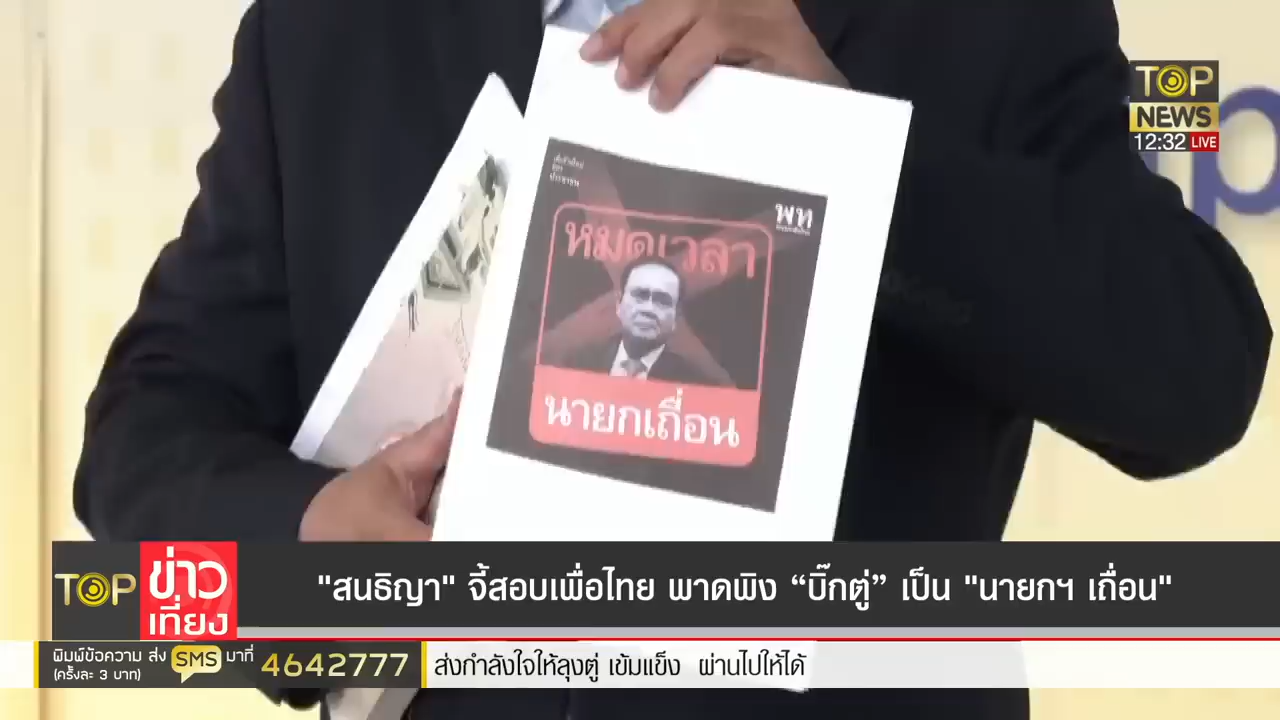 TOP
NEWS
12:32 LIVE
พท
หมดเวลา
นายกเถื่อน
TOP
ข่าว
เที่ยง
"สนธิญา" จี้สอบเพื่อไทย พาดพิง “บิ๊กตู่” เป็น "นายกฯ เถื่อน"
พิมพ์ข้อความ ส่ง SMS มาที่ 4642777
(ครั้งละ 3 บาท)
ส่งกำลังใจให้ลุงตู่ เข้มแข็ง ผ่านไปให้ได้